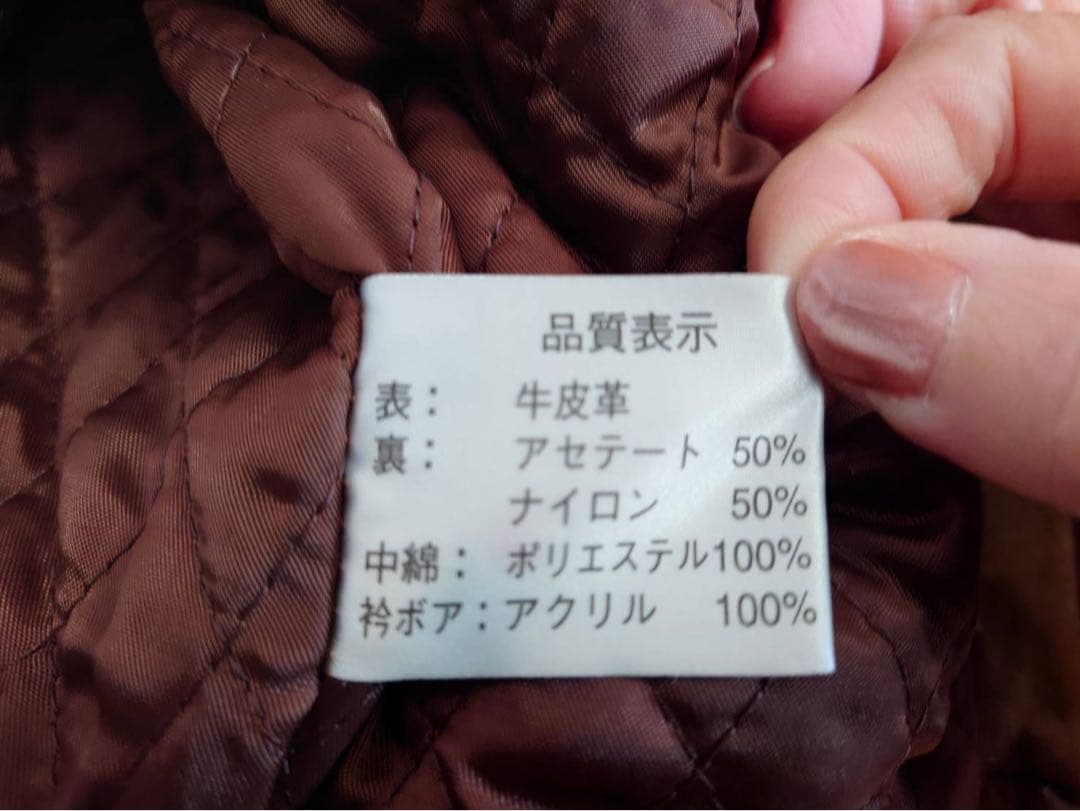 品質表示
表： 牛皮革
裏： アセテート 50%
ナイロン 50%
中綿： ポリエステル100%
衿ボア：アクリル 100%